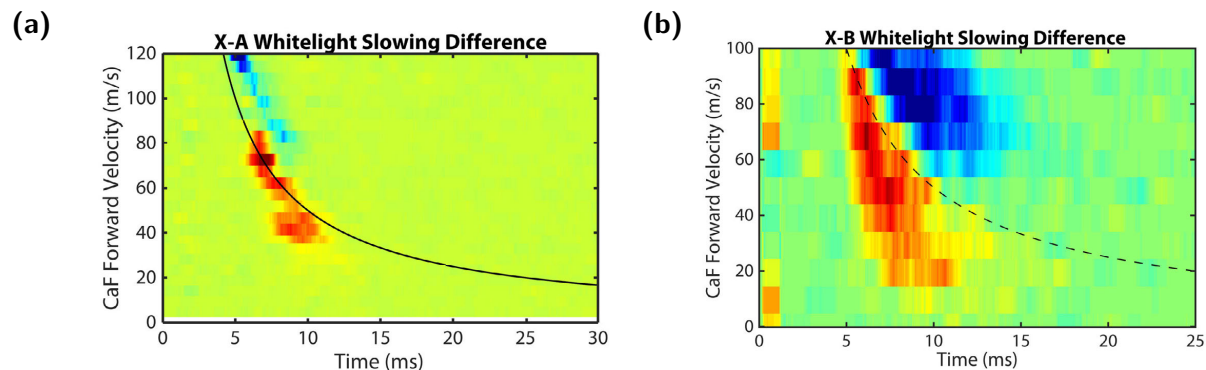 (a)
X-A Whitelight Slowing Difference
CaF Forward Velocity (m/s)
120
100
80
60
40
20
0
0 5 10 15 20 25 30
Time (ms)
(b)
X-B Whitelight Slowing Difference
CaF Forward Velocity (m/s)
100
80
60
40
20
0
0 5 10 15 20 25
Time (ms)